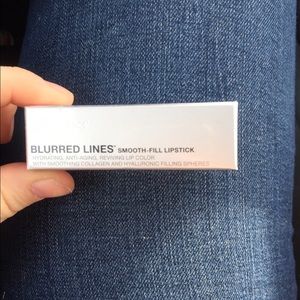 BLURRED LINES™ SMOOTH-FILL LIPSTICK
HYDRATING, ANTI-AGING, REVIVING LIP COLOR
WITH SMOOTHING COLLAGEN AND HYALURONIC FILLING SPHERES